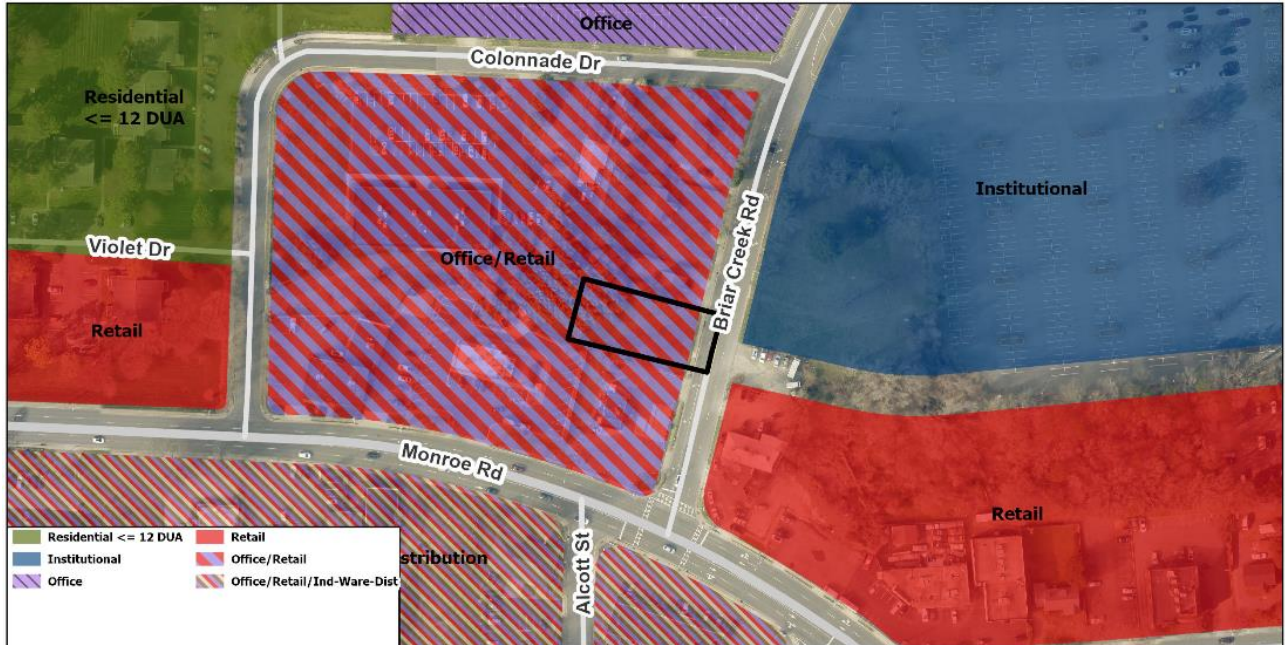 Office
Colonnade Dr
Residential
<= 12 DUA
Institutional
Briar Creek Rd
Violet Dr
Office/Retail
Retail
Monroe Rd
Retail
stribution
Alcott St
Residential <= 12 DUA
Retail
Institutional
Office/Retail
Office
Office/Retail/Ind-Ware-Dist